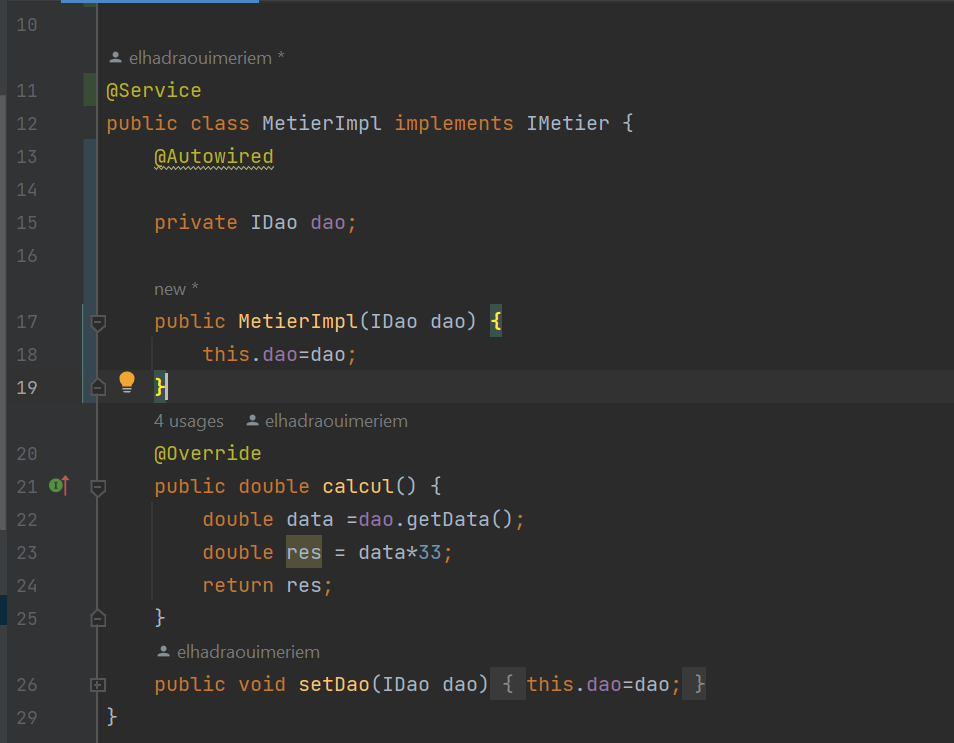 10
elhadraouimeriem *
11 @Service
12 public class MetierImpl implements IMetier {
13 @Autowired
14
15 private IDao dao;
16
new *
17 public MetierImpl(IDao dao) {
18 this.dao=dao;
19 }
4 usages elhadraouimeriem
20 @Override
21 public double calcul() {
22 double data =dao.getData();
23 double res = data*33;
24 return res;
25 }
elhadraouimeriem
26 public void setDao(IDao dao) { this.dao=dao; }
29 }